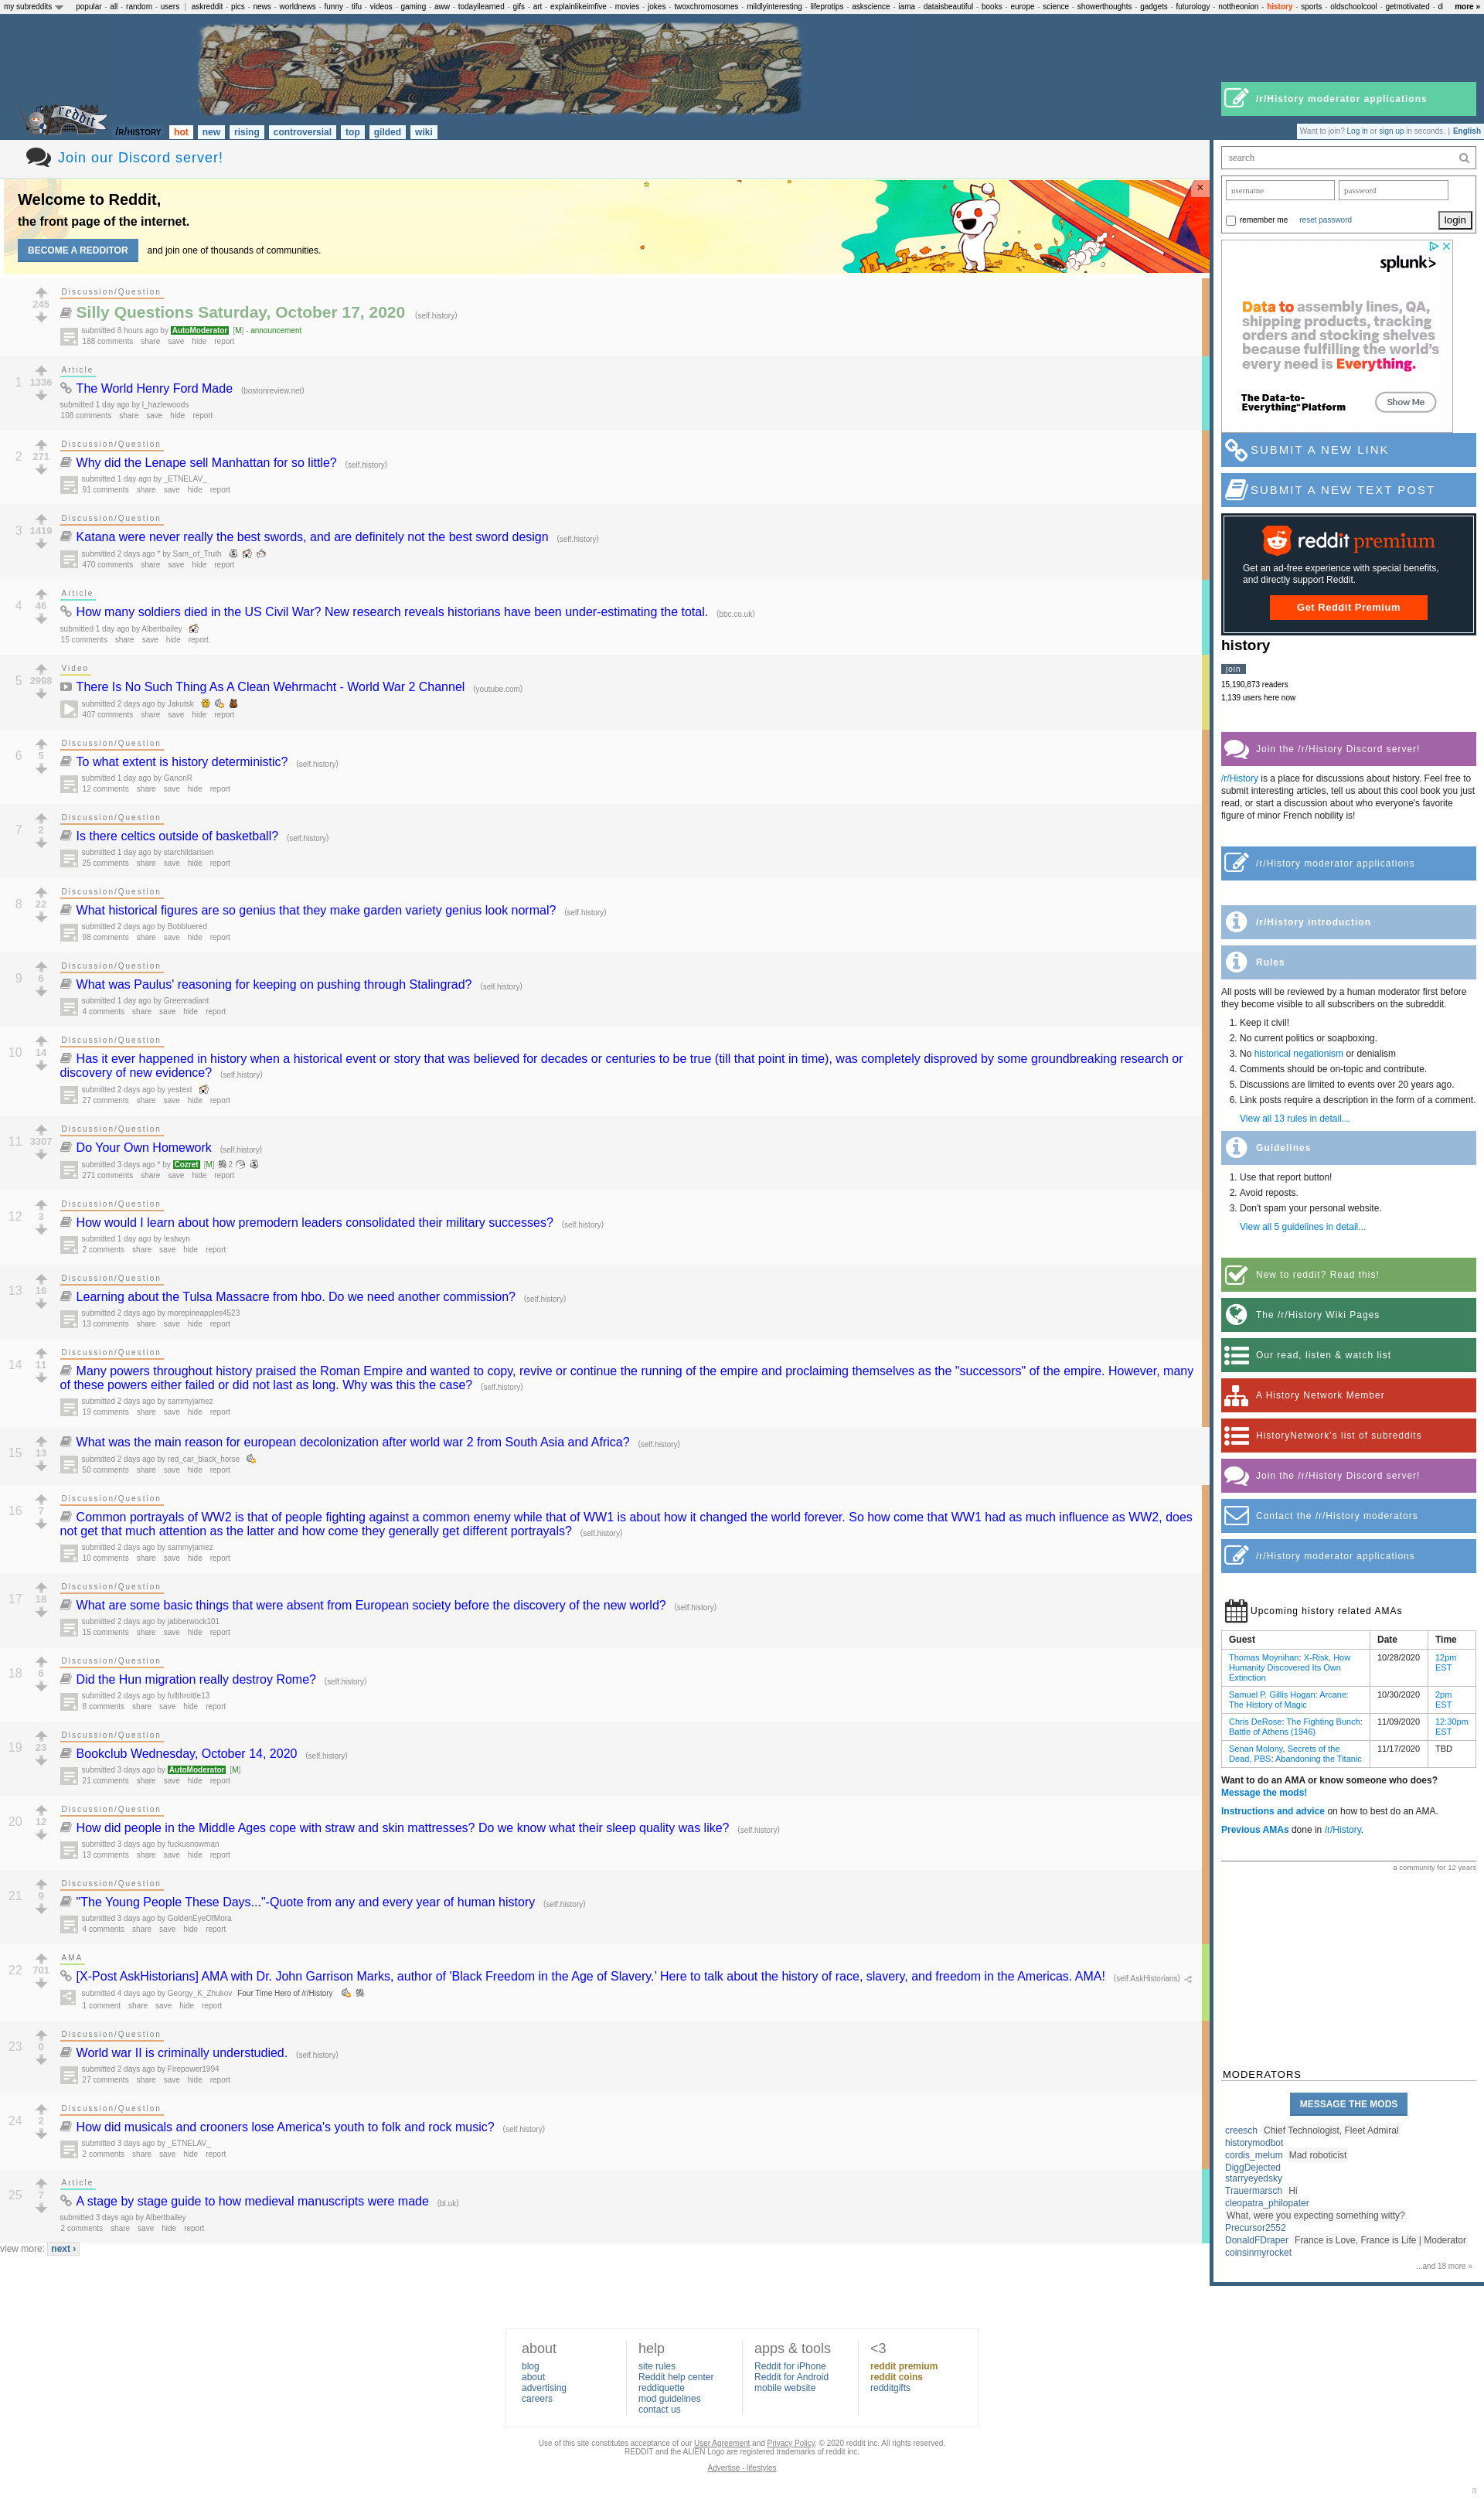 my subreddits popular - all - random - users | askreddit - pics - news - worldnews - funny - tifu - videos - gaming - aww - todayilearned - gifs - art - explainlikeimfive - movies - jokes - twoxchromosomes - mildlyinteresting - lifeprotips - askscience - iama - dataisbeautiful - books - europe - science - showerthoughts - gadgets - futurology - nottheonion - history - sports - oldschoolcool - getmotivated - d more »
reddit
/R/HISTORY hot new rising controversial top gilded wiki
/r/History moderator applications
Want to join? Log in or sign up in seconds. | English
Join our Discord server!
Welcome to Reddit,
the front page of the internet.
BECOME A REDDITOR and join one of thousands of communities.
×
245
Discussion/Question
Silly Questions Saturday, October 17, 2020 (self.history)
submitted 8 hours ago by AutoModerator [M] - announcement
188 comments share save hide report
1 1336
Article
The World Henry Ford Made (bostonreview.net)
submitted 1 day ago by l_hazlewoods
108 comments share save hide report
2 271
Discussion/Question
Why did the Lenape sell Manhattan for so little? (self.history)
submitted 1 day ago by _ETNELAV_
91 comments share save hide report
3 1419
Discussion/Question
Katana were never really the best swords, and are definitely not the best sword design (self.history)
submitted 2 days ago * by Sam_of_Truth
470 comments share save hide report
4 46
Article
How many soldiers died in the US Civil War? New research reveals historians have been under-estimating the total. (bbc.co.uk)
submitted 1 day ago by Albertbailey
15 comments share save hide report
5 2998
Video
There Is No Such Thing As A Clean Wehrmacht - World War 2 Channel (youtube.com)
submitted 2 days ago by Jakutsk
407 comments share save hide report
6 5
Discussion/Question
To what extent is history deterministic? (self.history)
submitted 1 day ago by GanonR
12 comments share save hide report
7 2
Discussion/Question
Is there celtics outside of basketball? (self.history)
submitted 1 day ago by starchildarisen
25 comments share save hide report
8 22
Discussion/Question
What historical figures are so genius that they make garden variety genius look normal? (self.history)
submitted 2 days ago by Bobbluered
98 comments share save hide report
9 6
Discussion/Question
What was Paulus' reasoning for keeping on pushing through Stalingrad? (self.history)
submitted 1 day ago by Greenradiant
4 comments share save hide report
10 14
Discussion/Question
Has it ever happened in history when a historical event or story that was believed for decades or centuries to be true (till that point in time), was completely disproved by some groundbreaking research or
discovery of new evidence? (self.history)
submitted 2 days ago by yestext
27 comments share save hide report
11 3307
Discussion/Question
Do Your Own Homework (self.history)
submitted 3 days ago * by Cozret [M] 2
271 comments share save hide report
12 3
Discussion/Question
How would I learn about how premodern leaders consolidated their military successes? (self.history)
submitted 1 day ago by lestwyn
2 comments share save hide report
13 16
Discussion/Question
Learning about the Tulsa Massacre from hbo. Do we need another commission? (self.history)
submitted 2 days ago by morepineapples4523
13 comments share save hide report
14 11
Discussion/Question
Many powers throughout history praised the Roman Empire and wanted to copy, revive or continue the running of the empire and proclaiming themselves as the "successors" of the empire. However, many
of these powers either failed or did not last as long. Why was this the case? (self.history)
submitted 2 days ago by sammyjamez
19 comments share save hide report
15 13
What was the main reason for european decolonization after world war 2 from South Asia and Africa? (self.history)
submitted 2 days ago by red_car_black_horse
50 comments share save hide report
16 7
Discussion/Question
Common portrayals of WW2 is that of people fighting against a common enemy while that of WW1 is about how it changed the world forever. So how come that WW1 had as much influence as WW2, does
not get that much attention as the latter and how come they generally get different portrayals? (self.history)
submitted 2 days ago by sammyjamez
10 comments share save hide report
17 18
Discussion/Question
What are some basic things that were absent from European society before the discovery of the new world? (self.history)
submitted 2 days ago by jabberwock101
15 comments share save hide report
18 6
Discussion/Question
Did the Hun migration really destroy Rome? (self.history)
submitted 2 days ago by fullthrottle13
8 comments share save hide report
19 23
Discussion/Question
Bookclub Wednesday, October 14, 2020 (self.history)
submitted 3 days ago by AutoModerator [M]
21 comments share save hide report
20 12
Discussion/Question
How did people in the Middle Ages cope with straw and skin mattresses? Do we know what their sleep quality was like? (self.history)
submitted 3 days ago by fuckusnowman
13 comments share save hide report
21 9
Discussion/Question
"The Young People These Days..."-Quote from any and every year of human history (self.history)
submitted 3 days ago by GoldenEyeOfMora
4 comments share save hide report
22 701
AMA
[X-Post AskHistorians] AMA with Dr. John Garrison Marks, author of 'Black Freedom in the Age of Slavery.' Here to talk about the history of race, slavery, and freedom in the Americas. AMA! (self.AskHistorians)
submitted 4 days ago by Georgy_K_Zhukov Four Time Hero of /r/History
1 comment share save hide report
23 0
Discussion/Question
World war II is criminally understudied. (self.history)
submitted 2 days ago by Firepower1994
27 comments share save hide report
24 2
Discussion/Question
How did musicals and crooners lose America's youth to folk and rock music? (self.history)
submitted 3 days ago by _ETNELAV_
2 comments share save hide report
25 7
Article
A stage by stage guide to how medieval manuscripts were made (bl.uk)
submitted 3 days ago by Albertbailey
2 comments share save hide report
view more: next ›
search
username password
remember me reset password login
splunk>
Data to assembly lines, QA,
shipping products, tracking
orders and stocking shelves
because fulfilling the world's
every need is Everything.
The Data-to-
Everything™ Platform
Show Me
SUBMIT A NEW LINK
SUBMIT A NEW TEXT POST
reddit premium
Get an ad-free experience with special benefits,
and directly support Reddit.
Get Reddit Premium
history
join
15,190,873 readers
1,139 users here now
Join the /r/History Discord server!
/r/History is a place for discussions about history. Feel free to
submit interesting articles, tell us about this cool book you just
read, or start a discussion about who everyone's favorite
figure of minor French nobility is!
/r/History moderator applications
/r/History introduction
Rules
All posts will be reviewed by a human moderator first before
they become visible to all subscribers on the subreddit.
1. Keep it civil!
2. No current politics or soapboxing.
3. No historical negationism or denialism
4. Comments should be on-topic and contribute.
5. Discussions are limited to events over 20 years ago.
6. Link posts require a description in the form of a comment.
View all 13 rules in detail...
Guidelines
1. Use that report button!
2. Avoid reposts.
3. Don't spam your personal website.
View all 5 guidelines in detail...
New to reddit? Read this!
The /r/History Wiki Pages
Our read, listen & watch list
A History Network Member
HistoryNetwork's list of subreddits
Join the /r/History Discord server!
Contact the /r/History moderators
/r/History moderator applications
Upcoming history related AMAs
Guest Date Time
Thomas Moynihan: X-Risk, How 10/28/2020 12pm
Humanity Discovered Its Own EST
Extinction
Samuel P. Gillis Hogan: Arcane: 10/30/2020 2pm
The History of Magic EST
Chris DeRose: The Fighting Bunch: 11/09/2020 12:30pm
Battle of Athens (1946) EST
Senan Molony, Secrets of the 11/17/2020 TBD
Dead, PBS: Abandoning the Titanic
Want to do an AMA or know someone who does?
Message the mods!
Instructions and advice on how to best do an AMA.
Previous AMAs done in /r/History.
a community for 12 years
MODERATORS
MESSAGE THE MODS
creesch Chief Technologist, Fleet Admiral
historymodbot
cordis_melum Mad roboticist
DiggDejected
starryeyedsky
Trauermarsch Hi
cleopatra_philopater
What, were you expecting something witty?
Precursor2552
DonaldFDraper France is Love, France is Life | Moderator
coinsinmyrocket
...and 18 more »
about help apps & tools <3
blog site rules Reddit for iPhone reddit premium
about Reddit help center Reddit for Android reddit coins
advertising reddiquette mobile website redditgifts
careers mod guidelines
contact us
Use of this site constitutes acceptance of our User Agreement and Privacy Policy. © 2020 reddit inc. All rights reserved.
REDDIT and the ALIEN Logo are registered trademarks of reddit inc.
Advertise - lifestyles
π